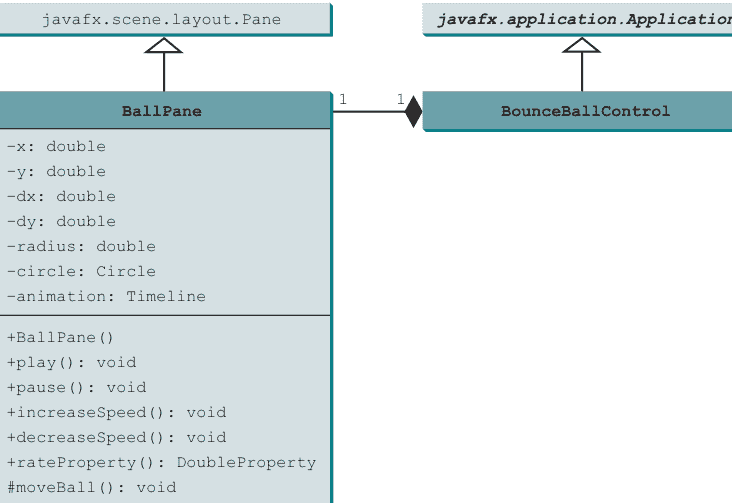 javafx.scene.layout.Pane
javafx.application.Application
BallPane
1
1
BounceBallControl
-x: double
-y: double
-dx: double
-dy: double
-radius: double
-circle: Circle
-animation: Timeline
+BallPane()
+play(): void
+pause(): void
+increaseSpeed(): void
+decreaseSpeed(): void
+rateProperty(): DoubleProperty
#moveBall(): void